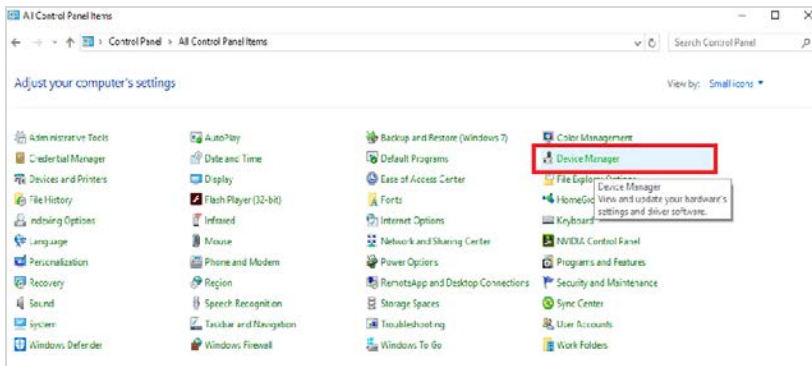 All Control Panel Items
Control Panel > All Control Panel Items
Search Control Panel
Adjust your computer's settings
View by: Small icons
Administrative Tools
AutoPlay
Backup and Restore (Windows 7)
Color Management
Credential Manager
Date and Time
Default Programs
Device Manager
Devices and Printers
Display
Ease of Access Center
File Explorer Options
Device Manager
View and update your hardware's
settings and driver software.
File History
Flash Player (32-bit)
Fonts
Indexing Options
Infrared
Internet Options
Keyboard
Language
Mouse
Network and Sharing Center
NVIDIA Control Panel
Personalization
Phone and Modem
Power Options
Programs and Features
Recovery
Region
RemoteApp and Desktop Connections
Security and Maintenance
Sound
Speech Recognition
Storage Spaces
Sync Center
System
Taskbar and Navigation
Troubleshooting
User Accounts
Windows Defender
Windows Firewall
Windows To Go
Work Folders